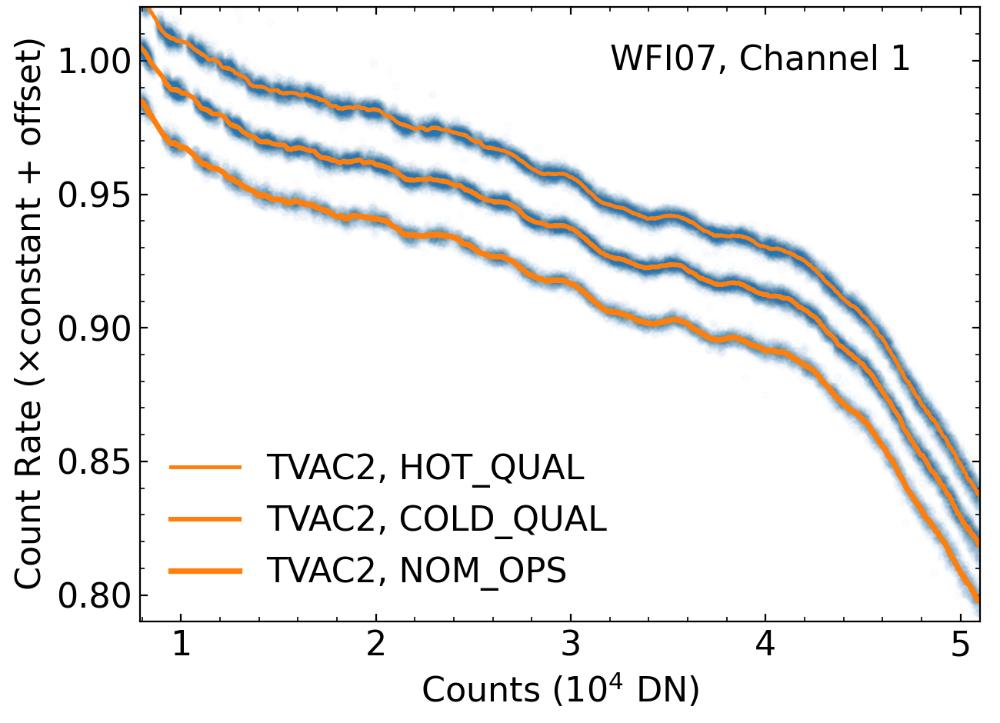 WFI07, Channel 1
Count Rate (×constant + offset)
1.00
0.95
0.90
0.85
0.80
TVAC2, HOT_QUAL
TVAC2, COLD_QUAL
TVAC2, NOM_OPS
1 2 3 4 5
Counts (10⁴ DN)